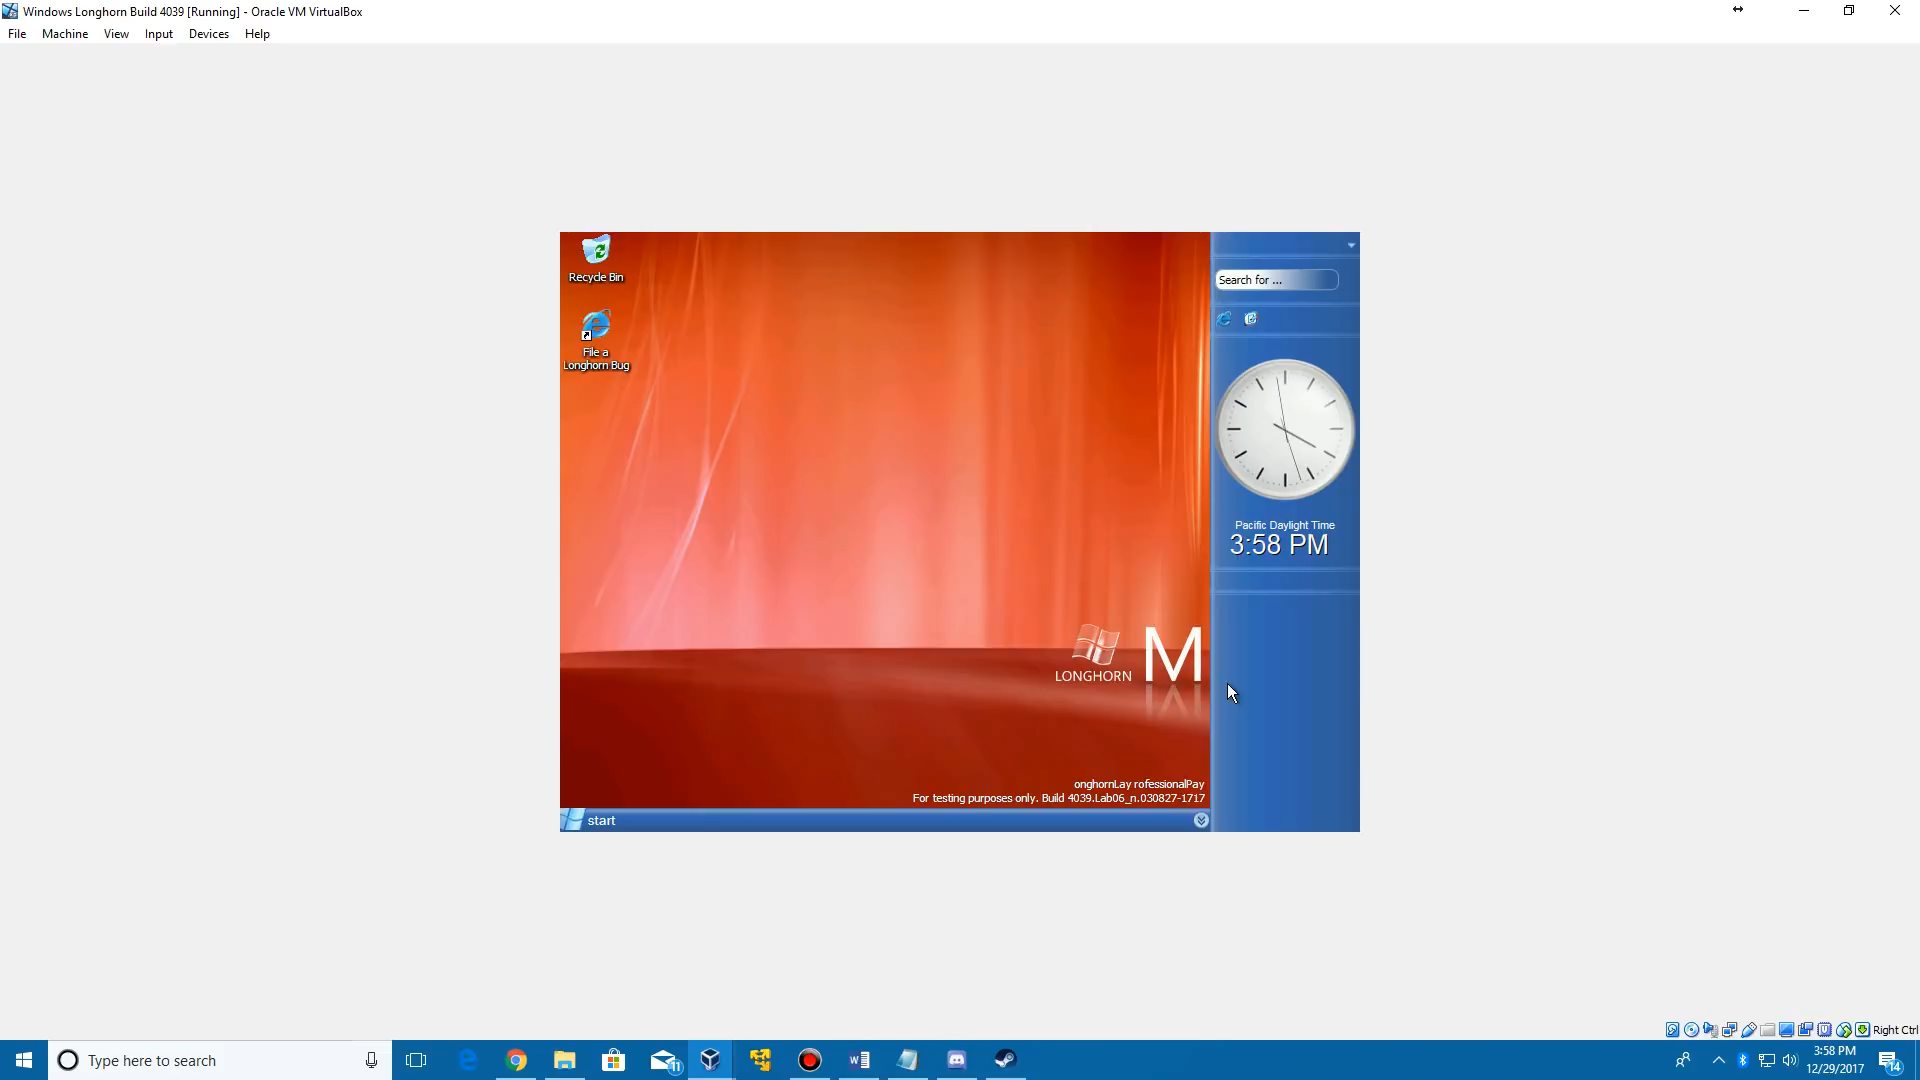 Windows Longhorn Build 4039 [Running] - Oracle VM VirtualBox
File Machine View Input Devices Help
Recycle Bin
File a
Longhorn Bug
Search for ...
Pacific Daylight Time
3:58 PM
LONGHORN M
onghornLay rofessionalPay
For testing purposes only. Build 4039.Lab06_n.030827-1717
start
Right Ctrl
Type here to search
11
3:58 PM
12/29/2017
14